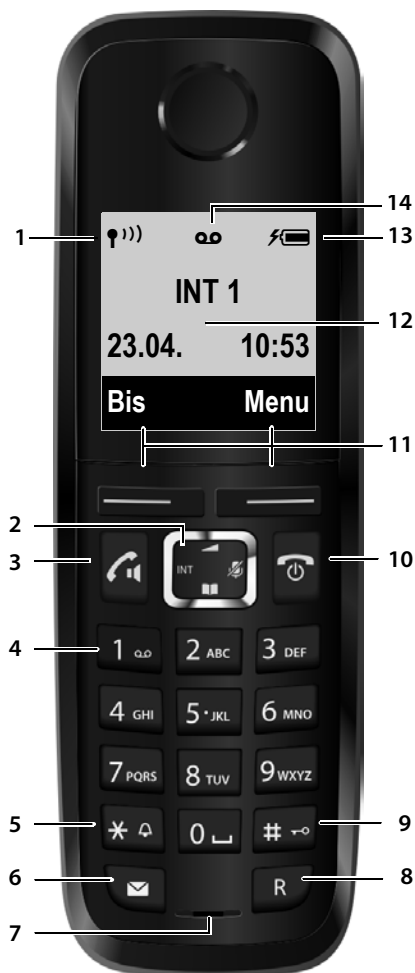 14
1
13
INT 1
12
23.04. 10:53
Bis Menu
11
2
3
INT
10
4
1 2 ABC 3 DEF
4 GHI 5 JKL 6 MNO
7 PQRS 8 TUV 9 WXYZ
5 * 0 # 9
6 R 8
7